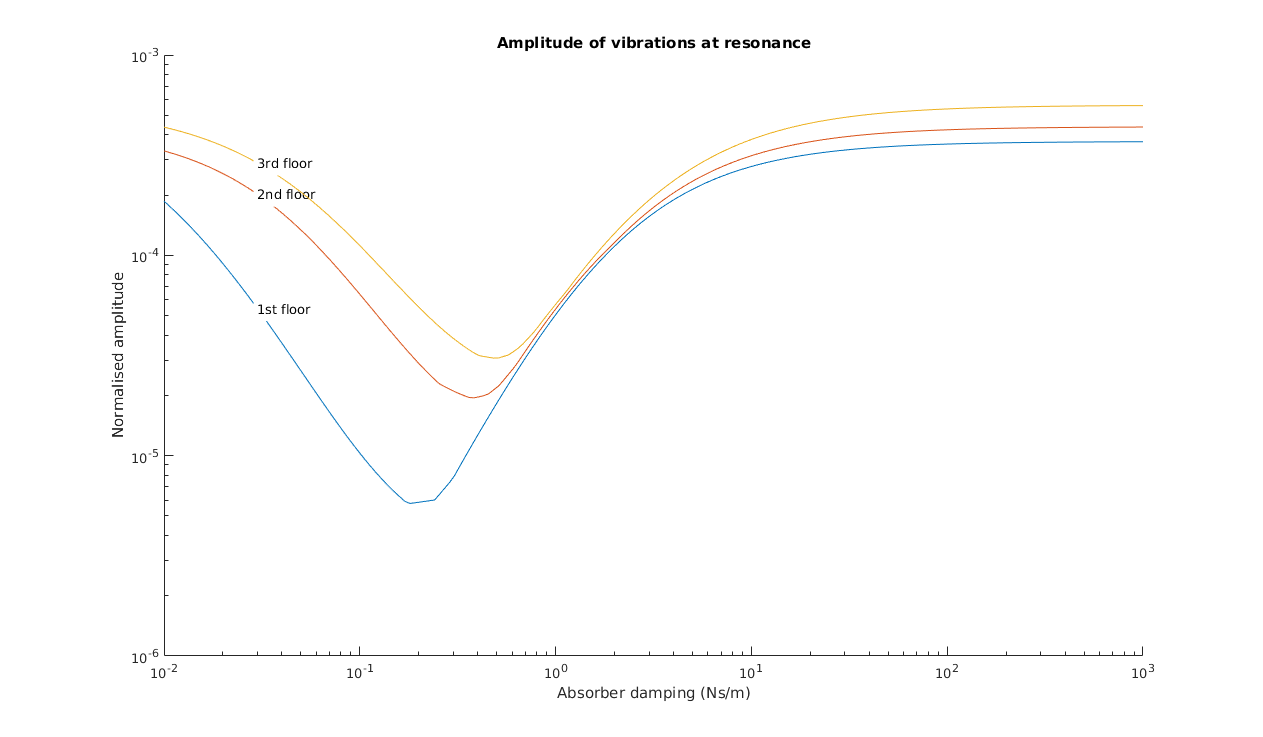 Amplitude of vibrations at resonance
10^-3
10^-4
10^-5
10^-6
Normalised amplitude
3rd floor
2nd floor
1st floor
10^-2
10^-1
10^0
10^1
10^2
10^3
Absorber damping (Ns/m)